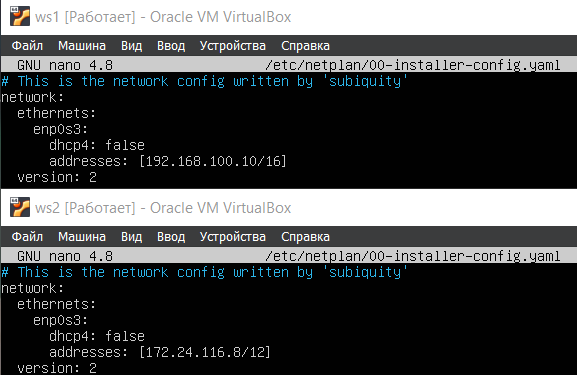 ws1 [Работает] - Oracle VM VirtualBox
Файл Машина Вид Ввод Устройства Справка
GNU nano 4.8 /etc/netplan/00-installer-config.yaml
# This is the network config written by 'subiquity'
network:
  ethernets:
    enp0s3:
      dhcp4: false
      addresses: [192.168.100.10/16]
  version: 2
ws2 [Работает] - Oracle VM VirtualBox
Файл Машина Вид Ввод Устройства Справка
GNU nano 4.8 /etc/netplan/00-installer-config.yaml
# This is the network config written by 'subiquity'
network:
  ethernets:
    enp0s3:
      dhcp4: false
      addresses: [172.24.116.8/12]
  version: 2